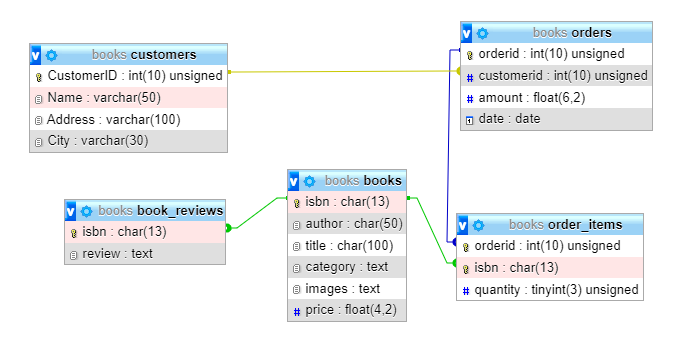 books customers
CustomerID : int(10) unsigned
Name : varchar(50)
Address : varchar(100)
City : varchar(30)
books orders
orderid : int(10) unsigned
customerid : int(10) unsigned
amount : float(6,2)
date : date
books book_reviews
isbn : char(13)
review : text
books books
isbn : char(13)
author : char(50)
title : char(100)
category : text
images : text
price : float(4,2)
books order_items
orderid : int(10) unsigned
isbn : char(13)
quantity : tinyint(3) unsigned